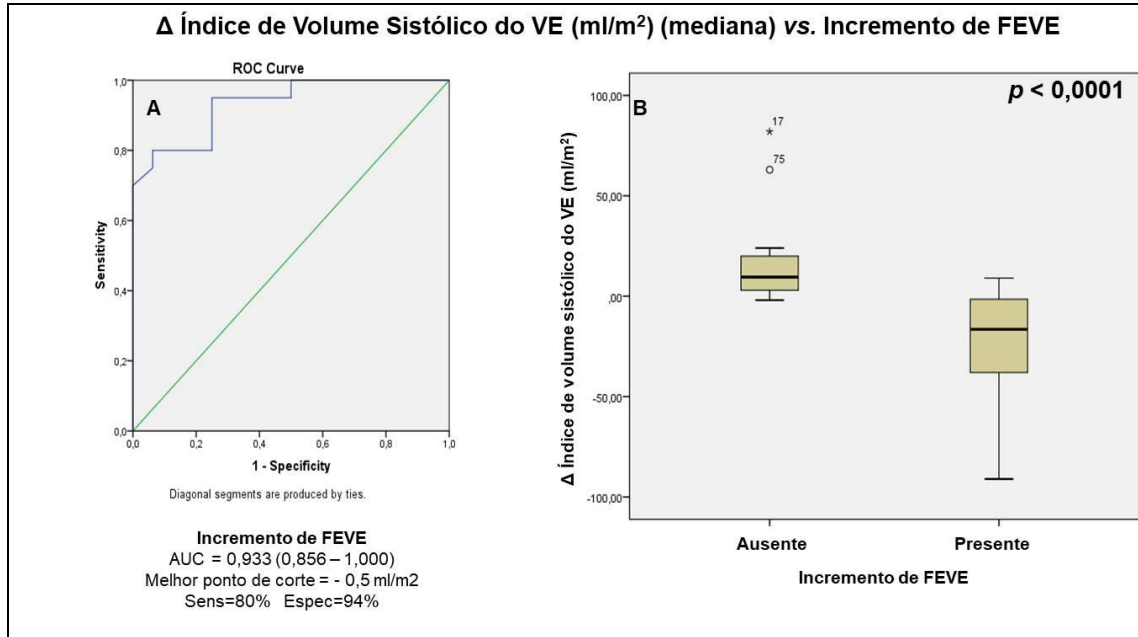 Δ Índice de Volume Sistólico do VE (ml/m²) (mediana) vs. Incremento de FEVE
ROC Curve
A
1,0
0,8
0,6
0,4
0,2
0,0
Sensitivity
0,0 0,2 0,4 0,6 0,8 1,0
1 - Specificity
Diagonal segments are produced by ties.
Incremento de FEVE
AUC = 0,933 (0,856 – 1,000)
Melhor ponto de corte = - 0,5 ml/m2
Sens=80% Espec=94%
B
p < 0,0001
Δ Índice de volume sistólico do VE (ml/m²)
100,00
50,00
,00
-50,00
-100,00
*17
75
Ausente Presente
Incremento de FEVE